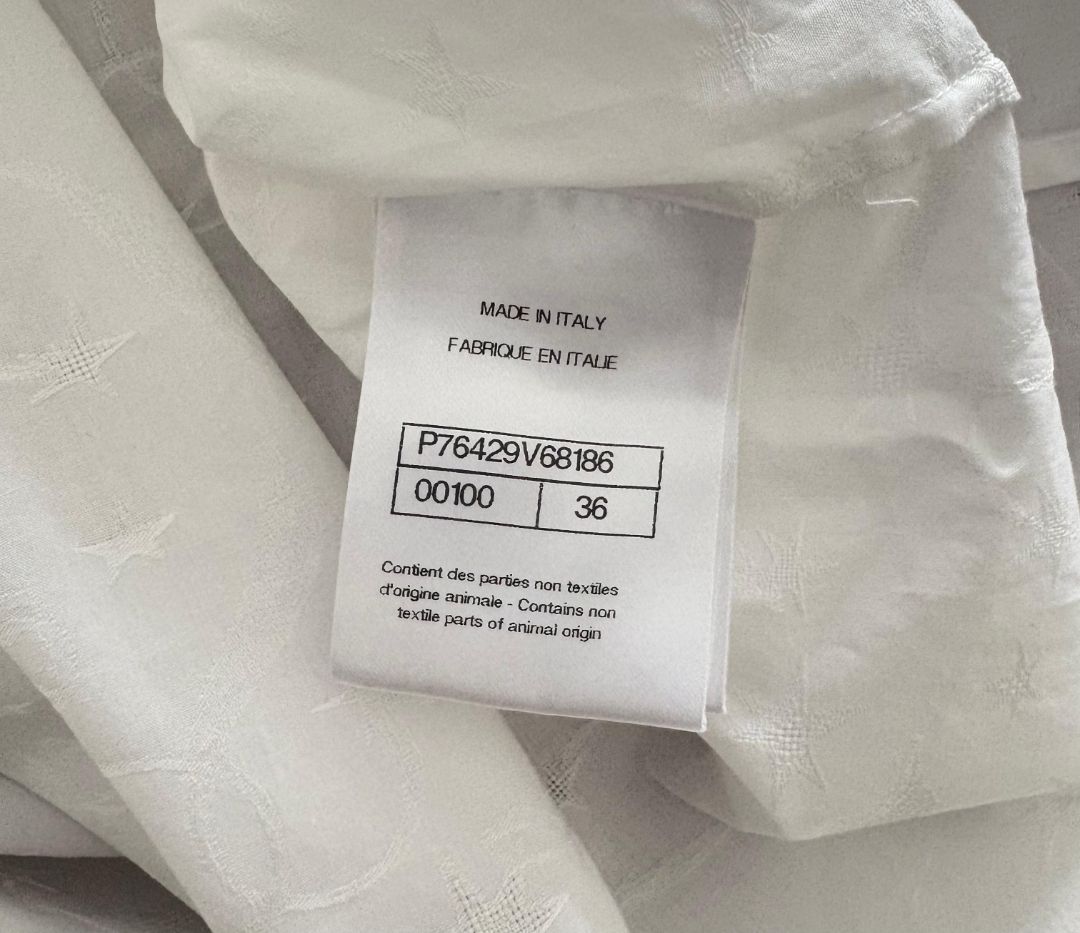 MADE IN ITALY
FABRIQUE EN ITALIE
P76429V68186
00100 36
Contient des parties non textiles
d'origine animale - Contains non
textile parts of animal origin